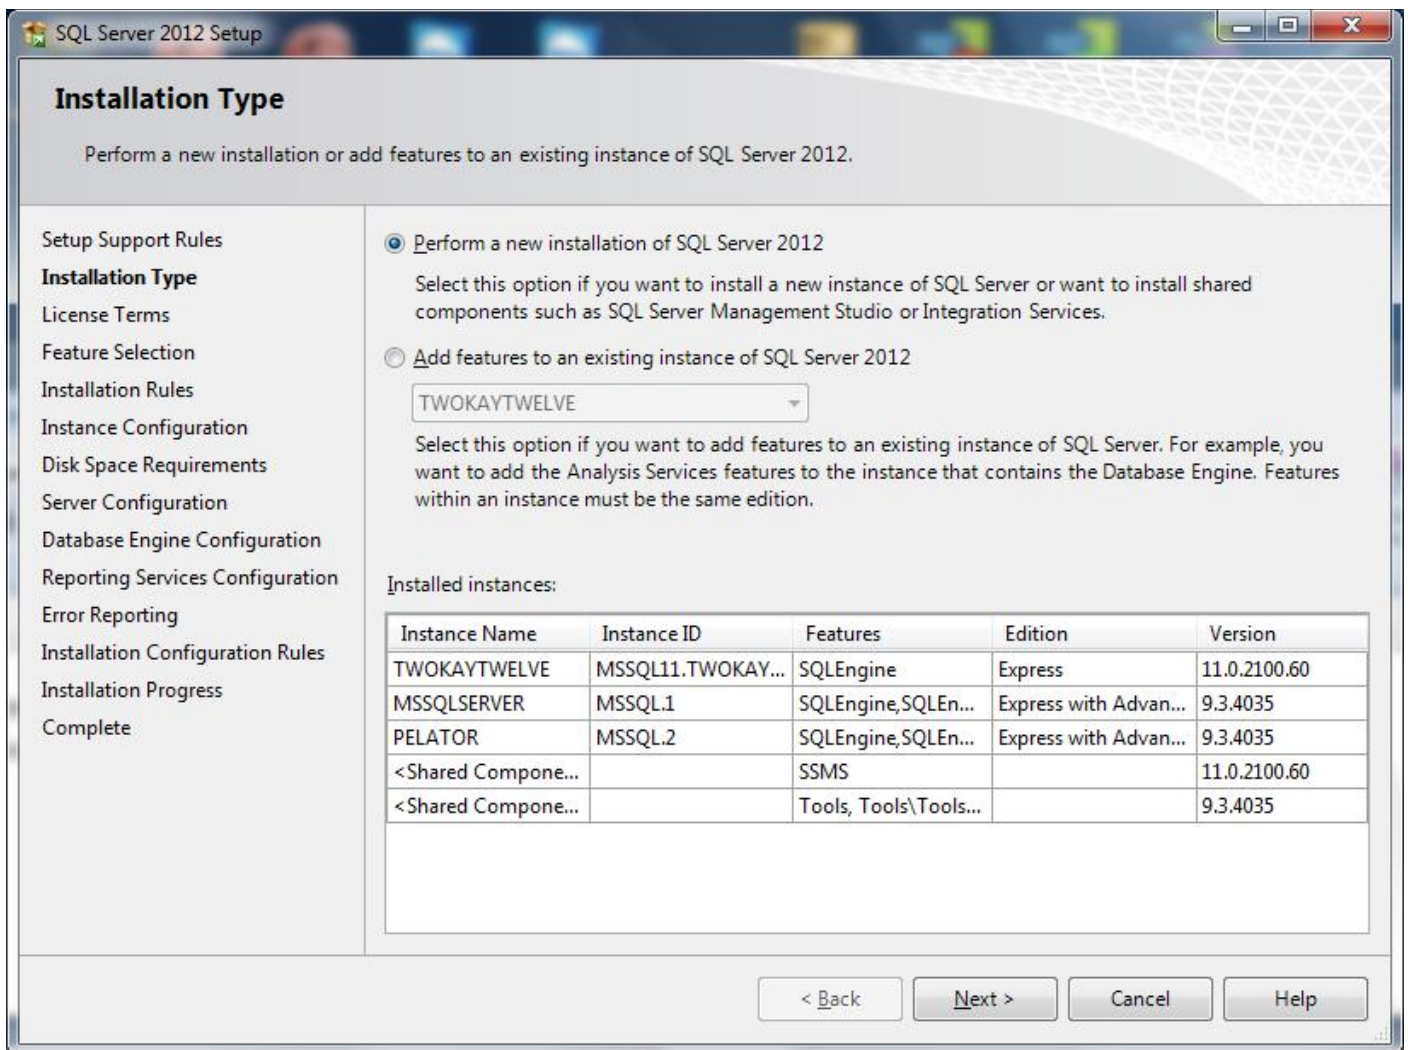 SQL Server 2012 Setup
Installation Type
Perform a new installation or add features to an existing instance of SQL Server 2012.
Setup Support Rules
Installation Type
License Terms
Feature Selection
Installation Rules
Instance Configuration
Disk Space Requirements
Server Configuration
Database Engine Configuration
Reporting Services Configuration
Error Reporting
Installation Configuration Rules
Installation Progress
Complete
Perform a new installation of SQL Server 2012
Select this option if you want to install a new instance of SQL Server or want to install shared
components such as SQL Server Management Studio or Integration Services.
Add features to an existing instance of SQL Server 2012
TWOKAYTWELVE
Select this option if you want to add features to an existing instance of SQL Server. For example, you
want to add the Analysis Services features to the instance that contains the Database Engine. Features
within an instance must be the same edition.
Installed instances:
Instance Name Instance ID Features Edition Version
TWOKAYTWELVE MSSQL11.TWOKAY... SQLEngine Express 11.0.2100.60
MSSQLSERVER MSSQL.1 SQLEngine,SQLEn... Express with Advan... 9.3.4035
PELATOR MSSQL.2 SQLEngine,SQLEn... Express with Advan... 9.3.4035
<Shared Compone... SSMS 11.0.2100.60
<Shared Compone... Tools, Tools\Tools... 9.3.4035
< Back Next > Cancel Help